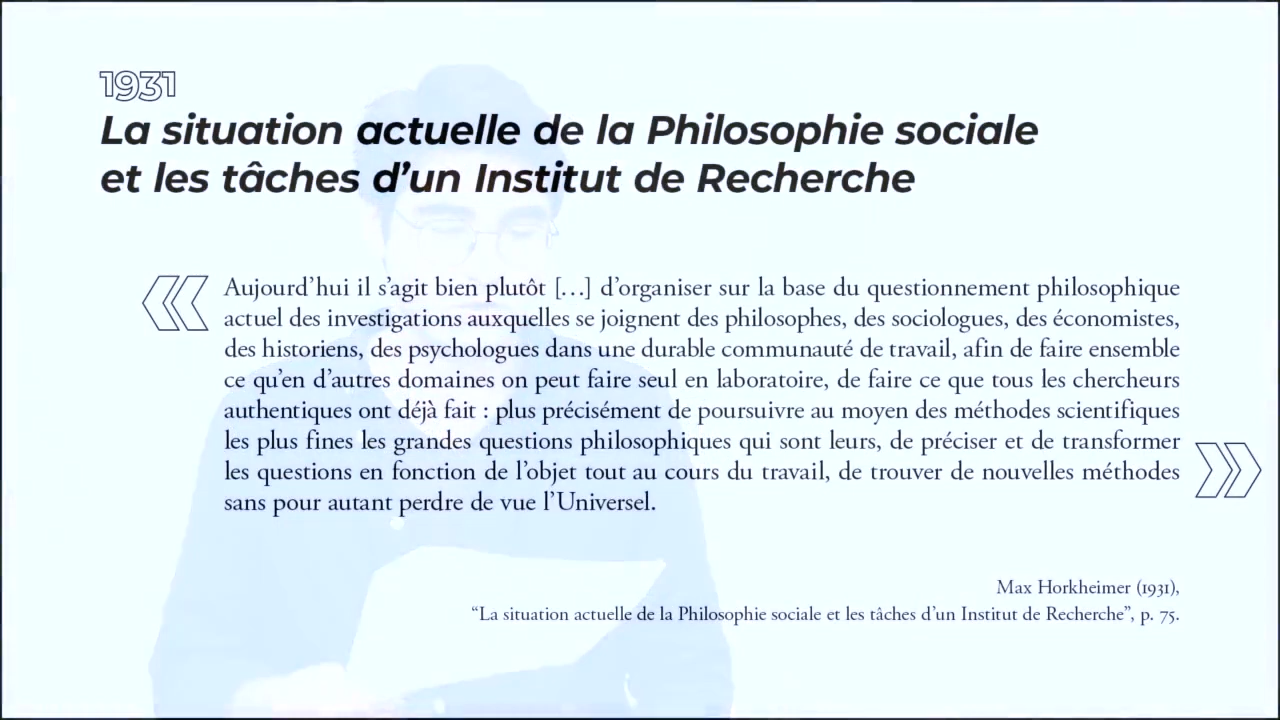 1931
La situation actuelle de la Philosophie sociale
et les tâches d’un Institut de Recherche
« Aujourd’hui il s’agit bien plutôt […] d’organiser sur la base du questionnement philosophique
actuel des investigations auxquelles se joignent des philosophes, des sociologues, des économistes,
des historiens, des psychologues dans une durable communauté de travail, afin de faire ensemble
ce qu’en d’autres domaines on peut faire seul en laboratoire, de faire ce que tous les chercheurs
authentiques ont déjà fait : plus précisément de poursuivre au moyen des méthodes scientifiques
les plus fines les grandes questions philosophiques qui sont leurs, de préciser et de transformer
les questions en fonction de l’objet tout au cours du travail, de trouver de nouvelles méthodes
sans pour autant perdre de vue l’Universel. »
Max Horkheimer (1931),
“La situation actuelle de la Philosophie sociale et les tâches d’un Institut de Recherche”, p. 75.